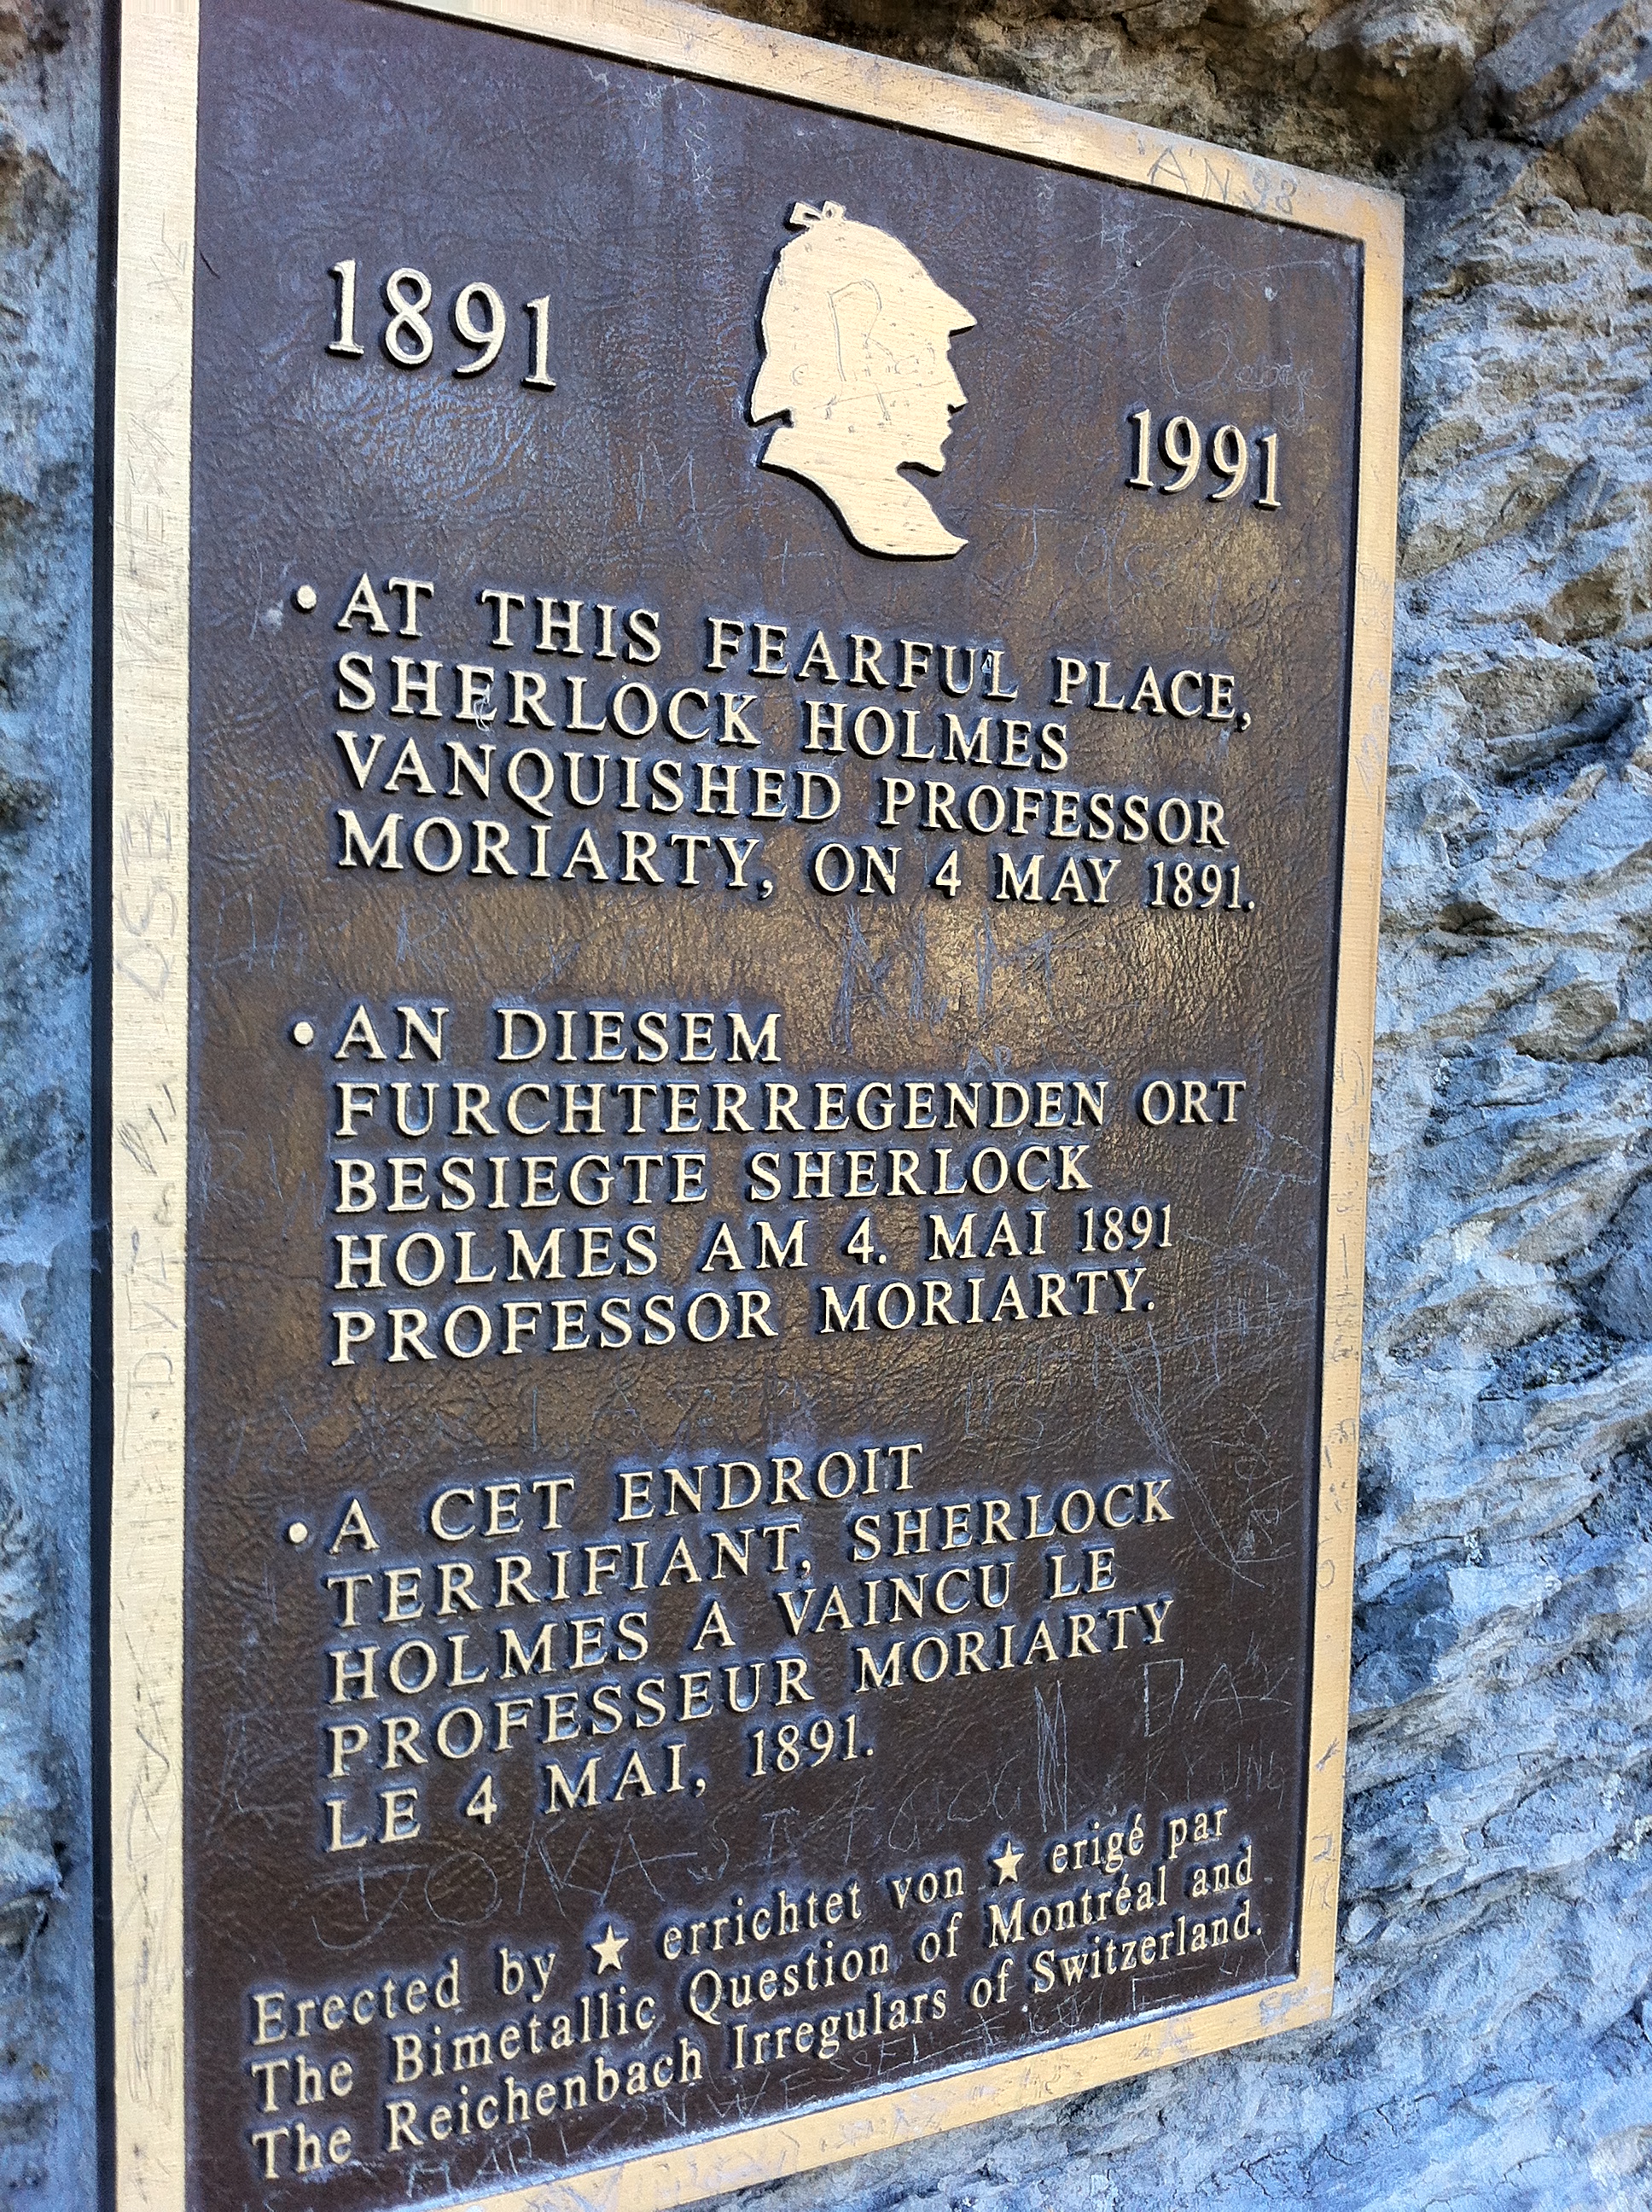 1891
1991
• AT THIS FEARFUL PLACE,
SHERLOCK HOLMES
VANQUISHED PROFESSOR
MORIARTY, ON 4 MAY 1891.
• AN DIESEM
FURCHTERREGENDEN ORT
BESIEGTE SHERLOCK
HOLMES AM 4. MAI 1891
PROFESSOR MORIARTY.
• A CET ENDROIT
TERRIFIANT, SHERLOCK
HOLMES A VAINCU LE
PROFESSEUR MORIARTY
LE 4 MAI, 1891.
Erected by ★ errichtet von ★ erigé par
The Bimetallic Question of Montréal and
The Reichenbach Irregulars of Switzerland.